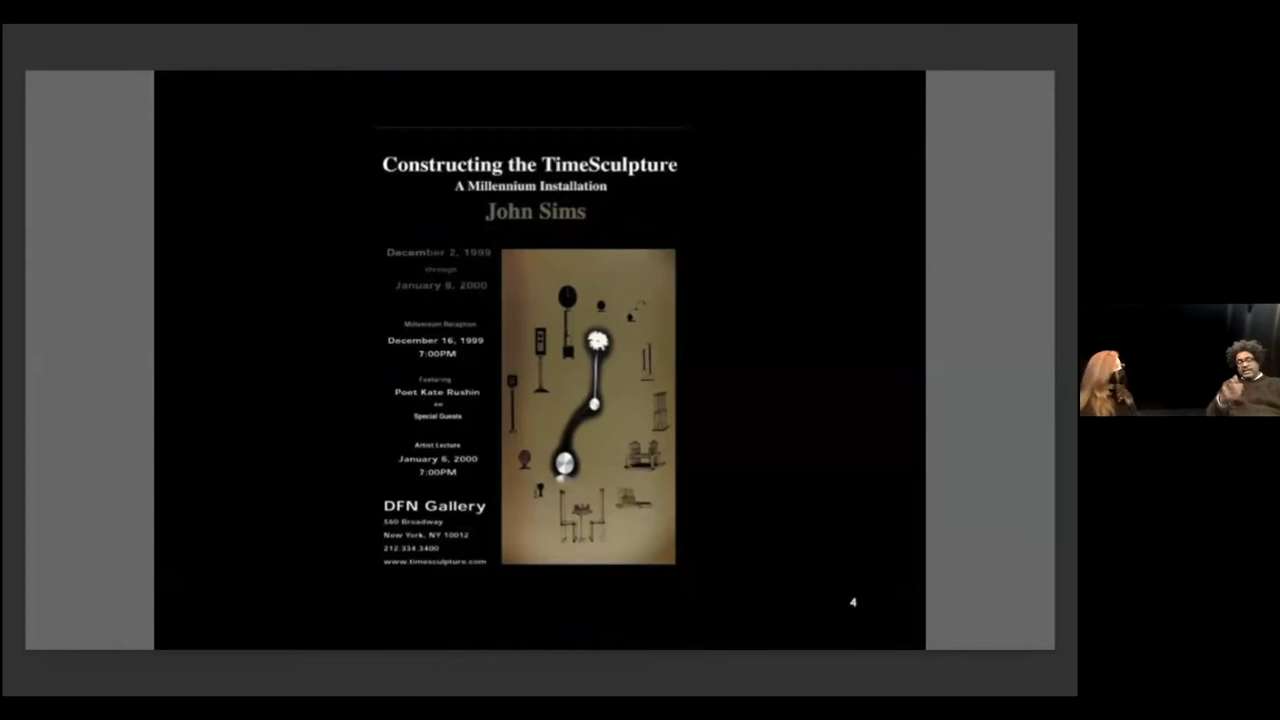 Constructing the TimeSculpture
A Millennium Installation
John Sims
December 2, 1999
through
January 8, 2000
Millennium Reception
December 16, 1999
7:00PM
Featuring
Poet Kate Rushin
Special Guests
Artist Lecture
January 6, 2000
7:00PM
DFN Gallery
560 Broadway
New York, NY 10012
212.334.3400
www.timesculpture.com
4